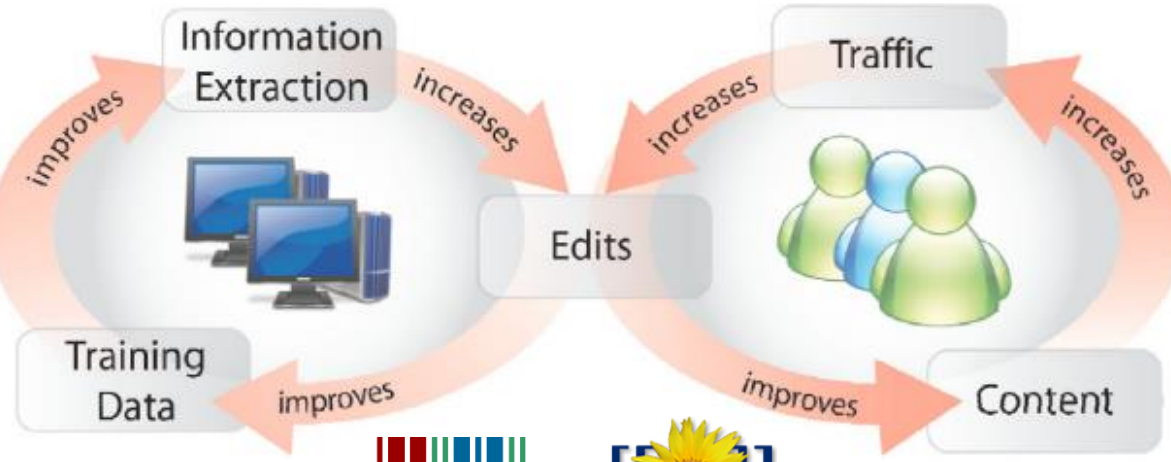 Information
Extraction
Traffic
improves
increases
increases
increases
Edits
Training
Data
improves
improves
Content